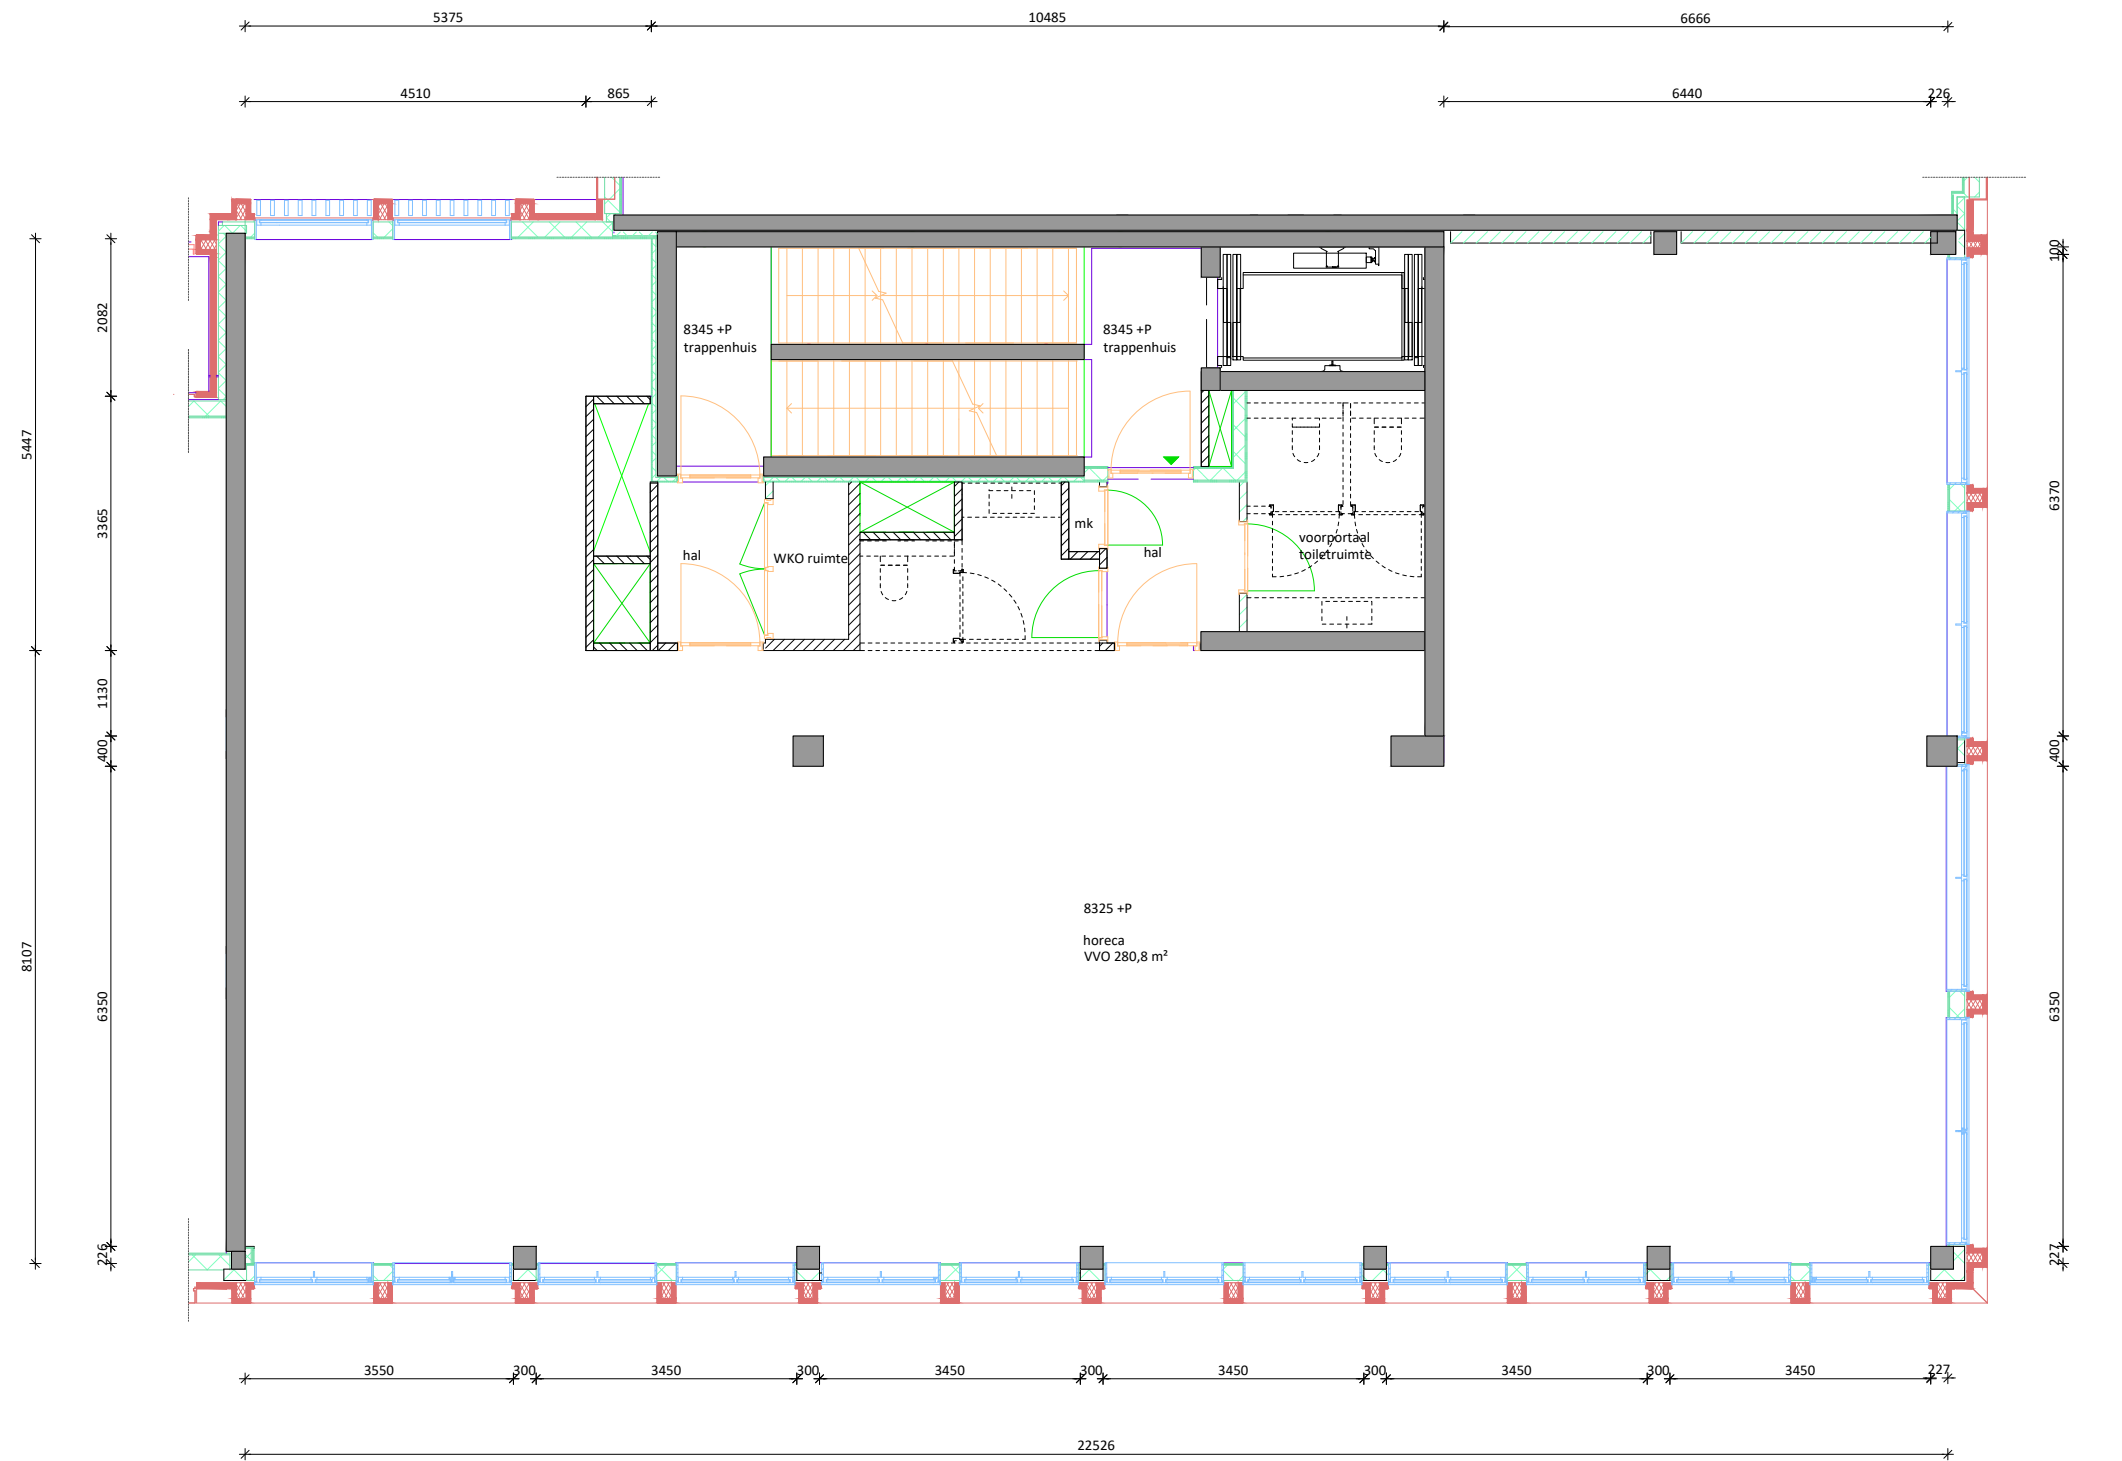 5375
10485
6666
4510
865
6440
226
100
2082
8345 +P
trappenhuis
8345 +P
trappenhuis
5447
3365
6370
mk
hal
WKO ruimte
hal
voorportaal
toiletruimte
1130
400
400
8325 +P
horeca
VVO 280,8 m²
8107
6350
6350
226
227
3550
300
3450
300
3450
300
3450
300
3450
300
3450
227
22526